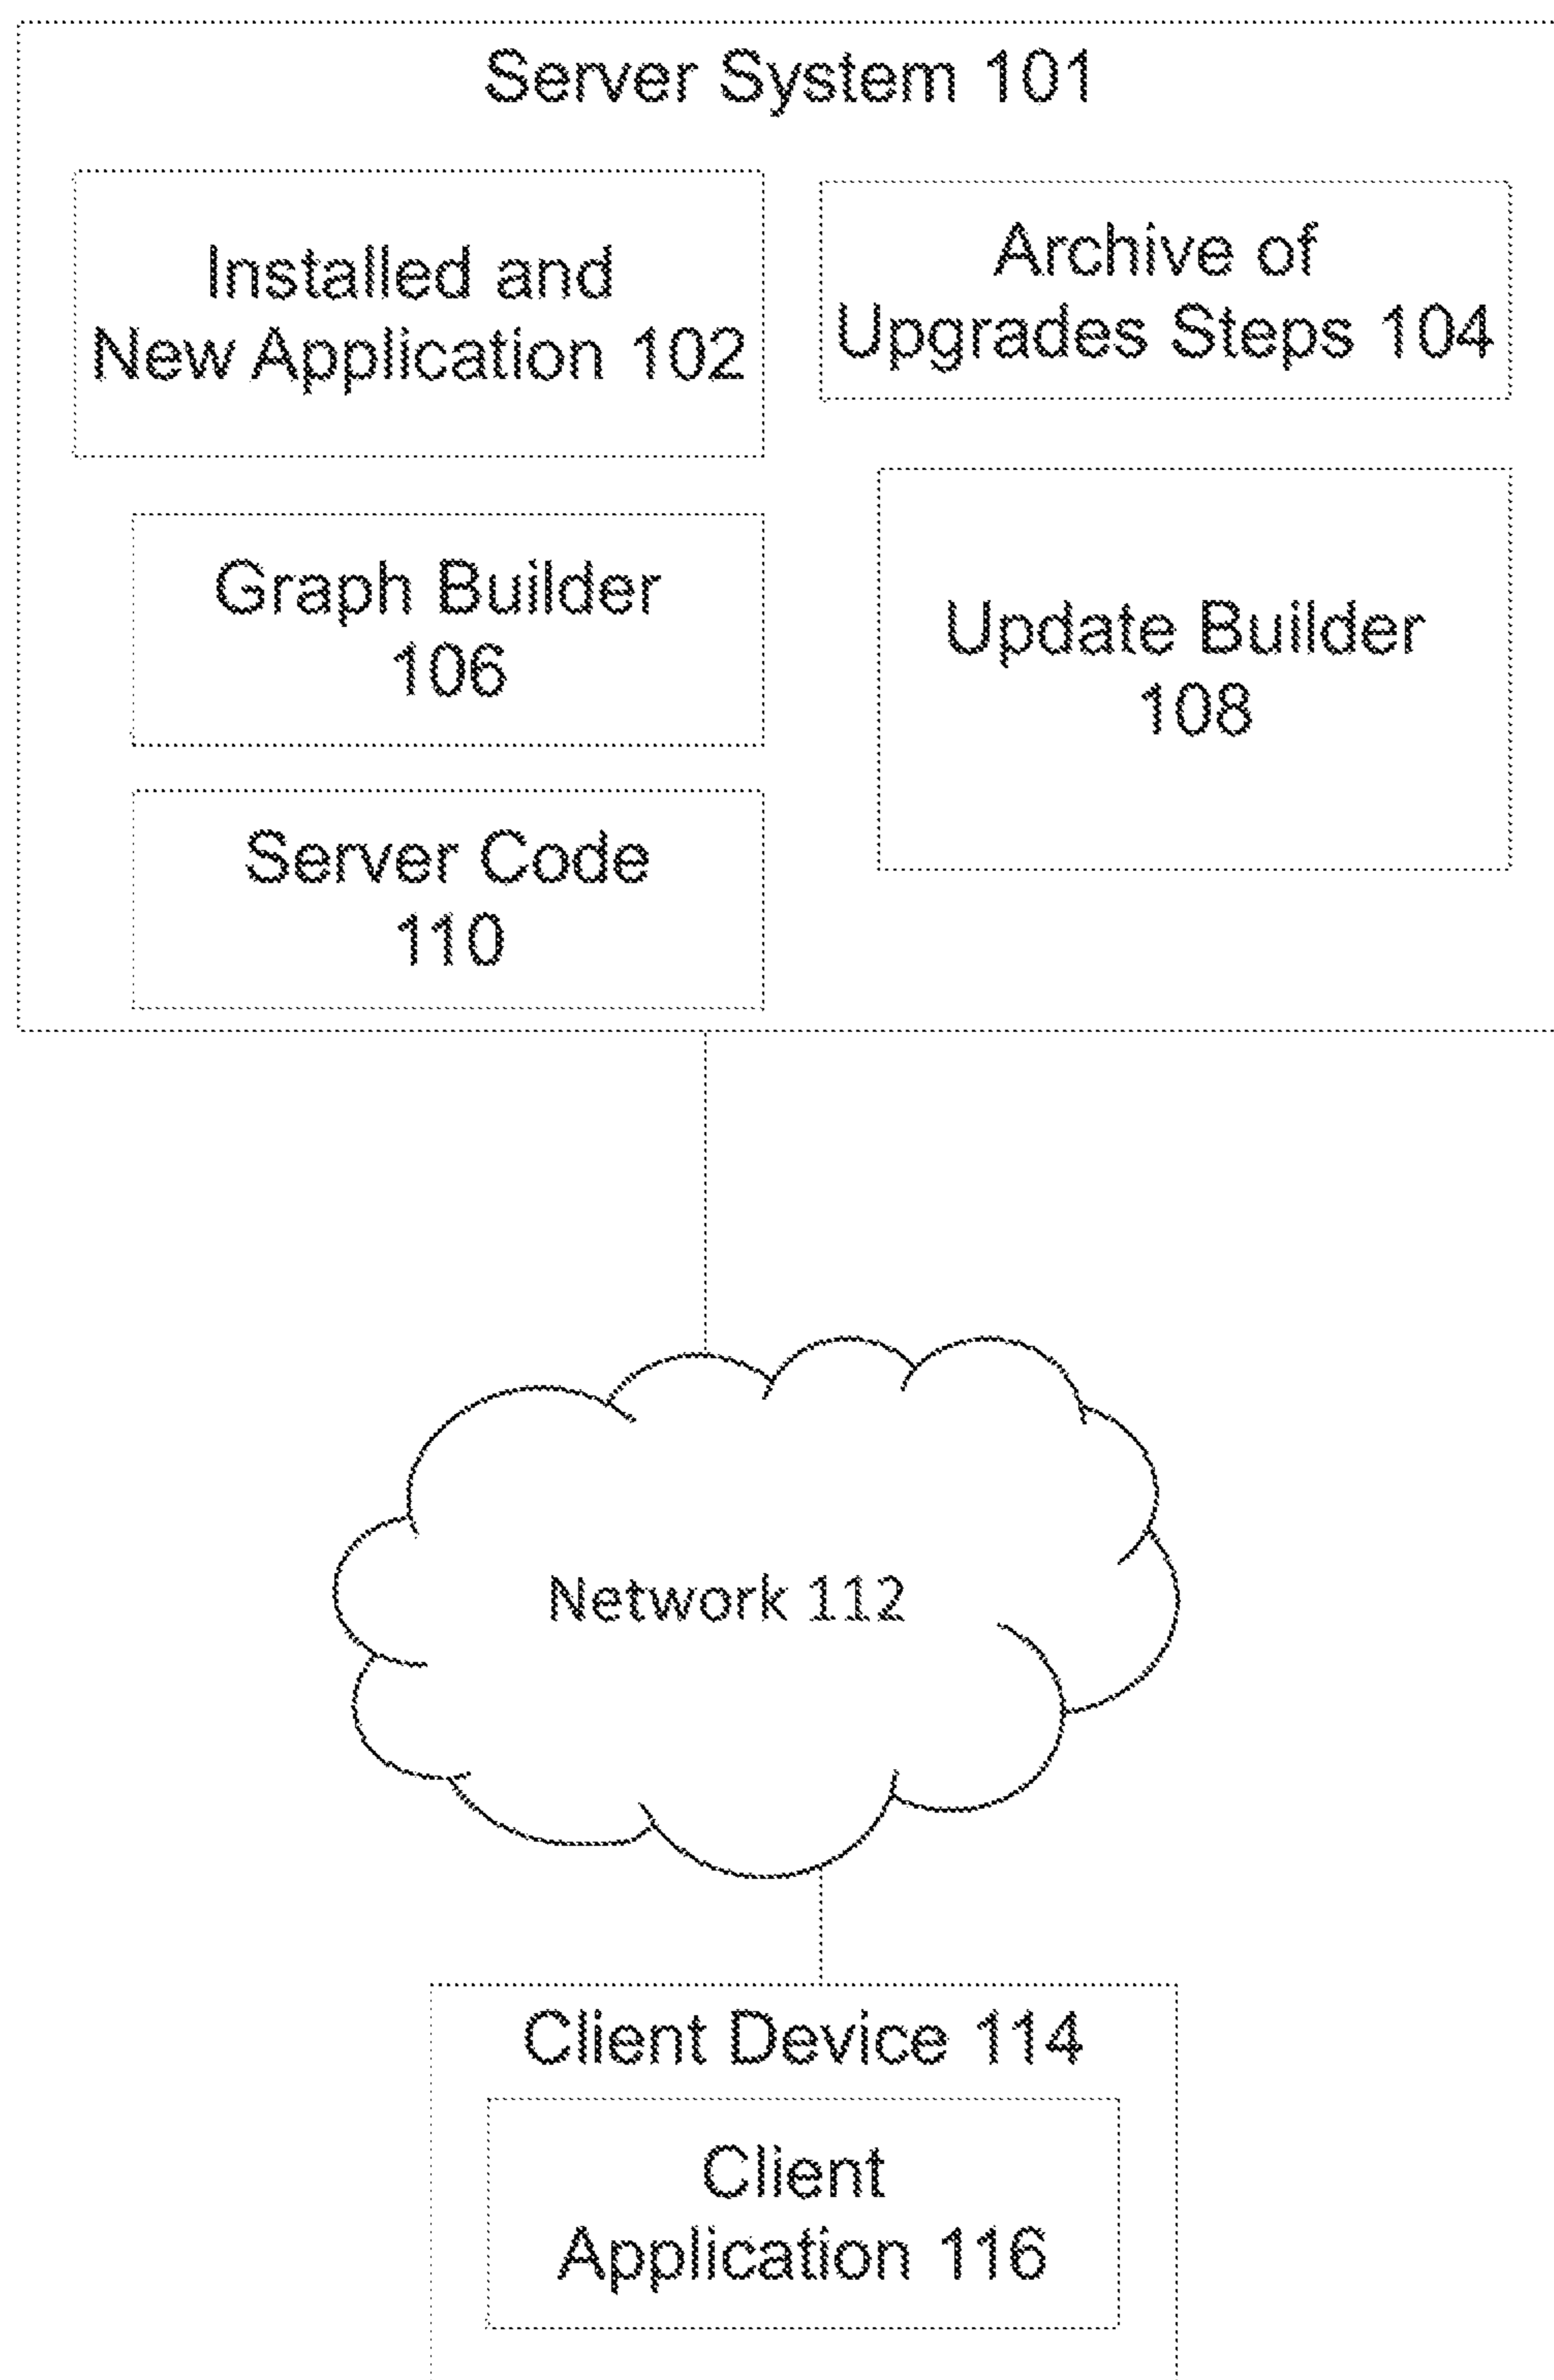 Server System 101
Installed and
New Application 102
Archive of
Upgrades Steps 104
Graph Builder
106
Update Builder
108
Server Code
110
Network 112
Client Device 114
Client
Application 116